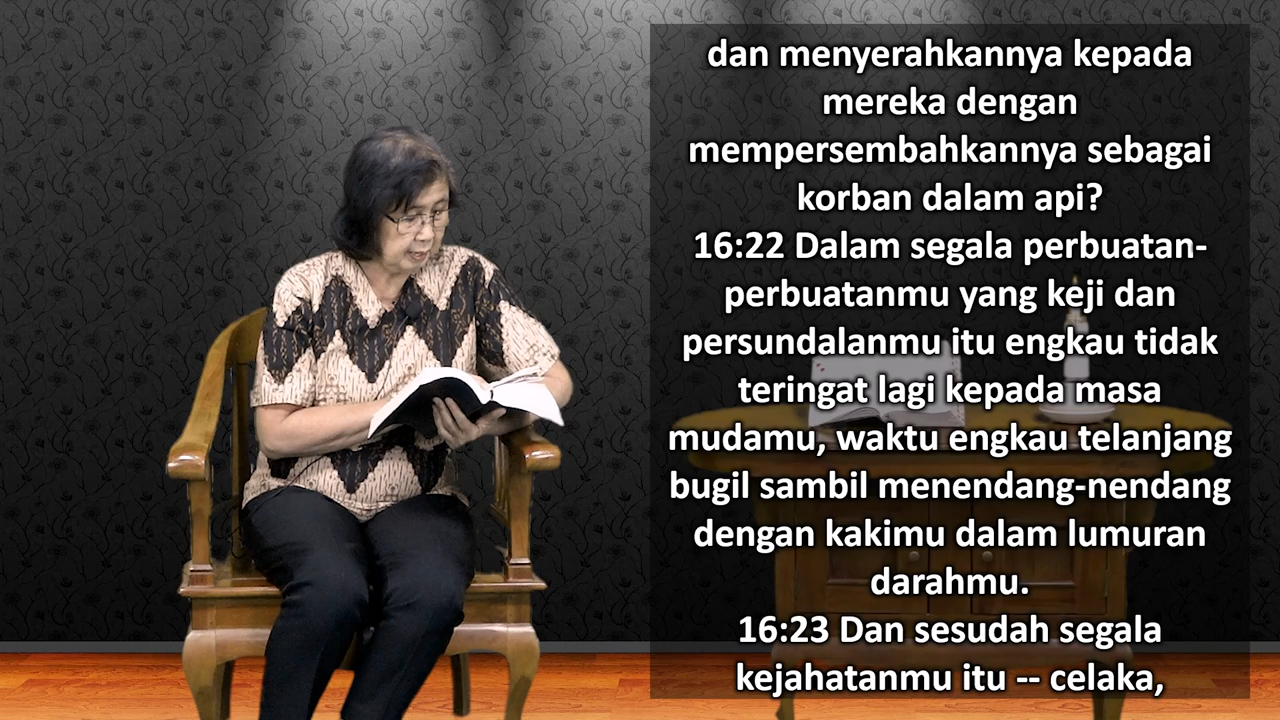 dan menyerahkannya kepada
mereka dengan
mempersembahkannya sebagai
korban dalam api?
16:22 Dalam segala perbuatan-
perbuatanmu yang keji dan
persundalanmu itu engkau tidak
teringat lagi kepada masa
mudamu, waktu engkau telanjang
bugil sambil menendang-nendang
dengan kakimu dalam lumuran
darahmu.
16:23 Dan sesudah segala
kejahatanmu itu -- celaka,